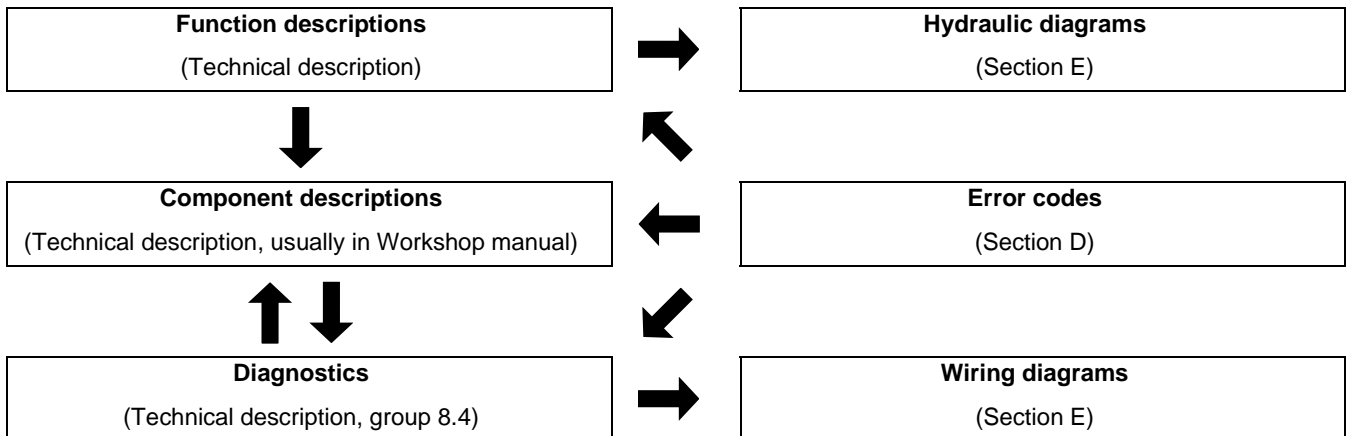 Function descriptions
(Technical description)
Hydraulic diagrams
(Section E)
Component descriptions
(Technical description, usually in Workshop manual)
Error codes
(Section D)
Diagnostics
(Technical description, group 8.4)
Wiring diagrams
(Section E)